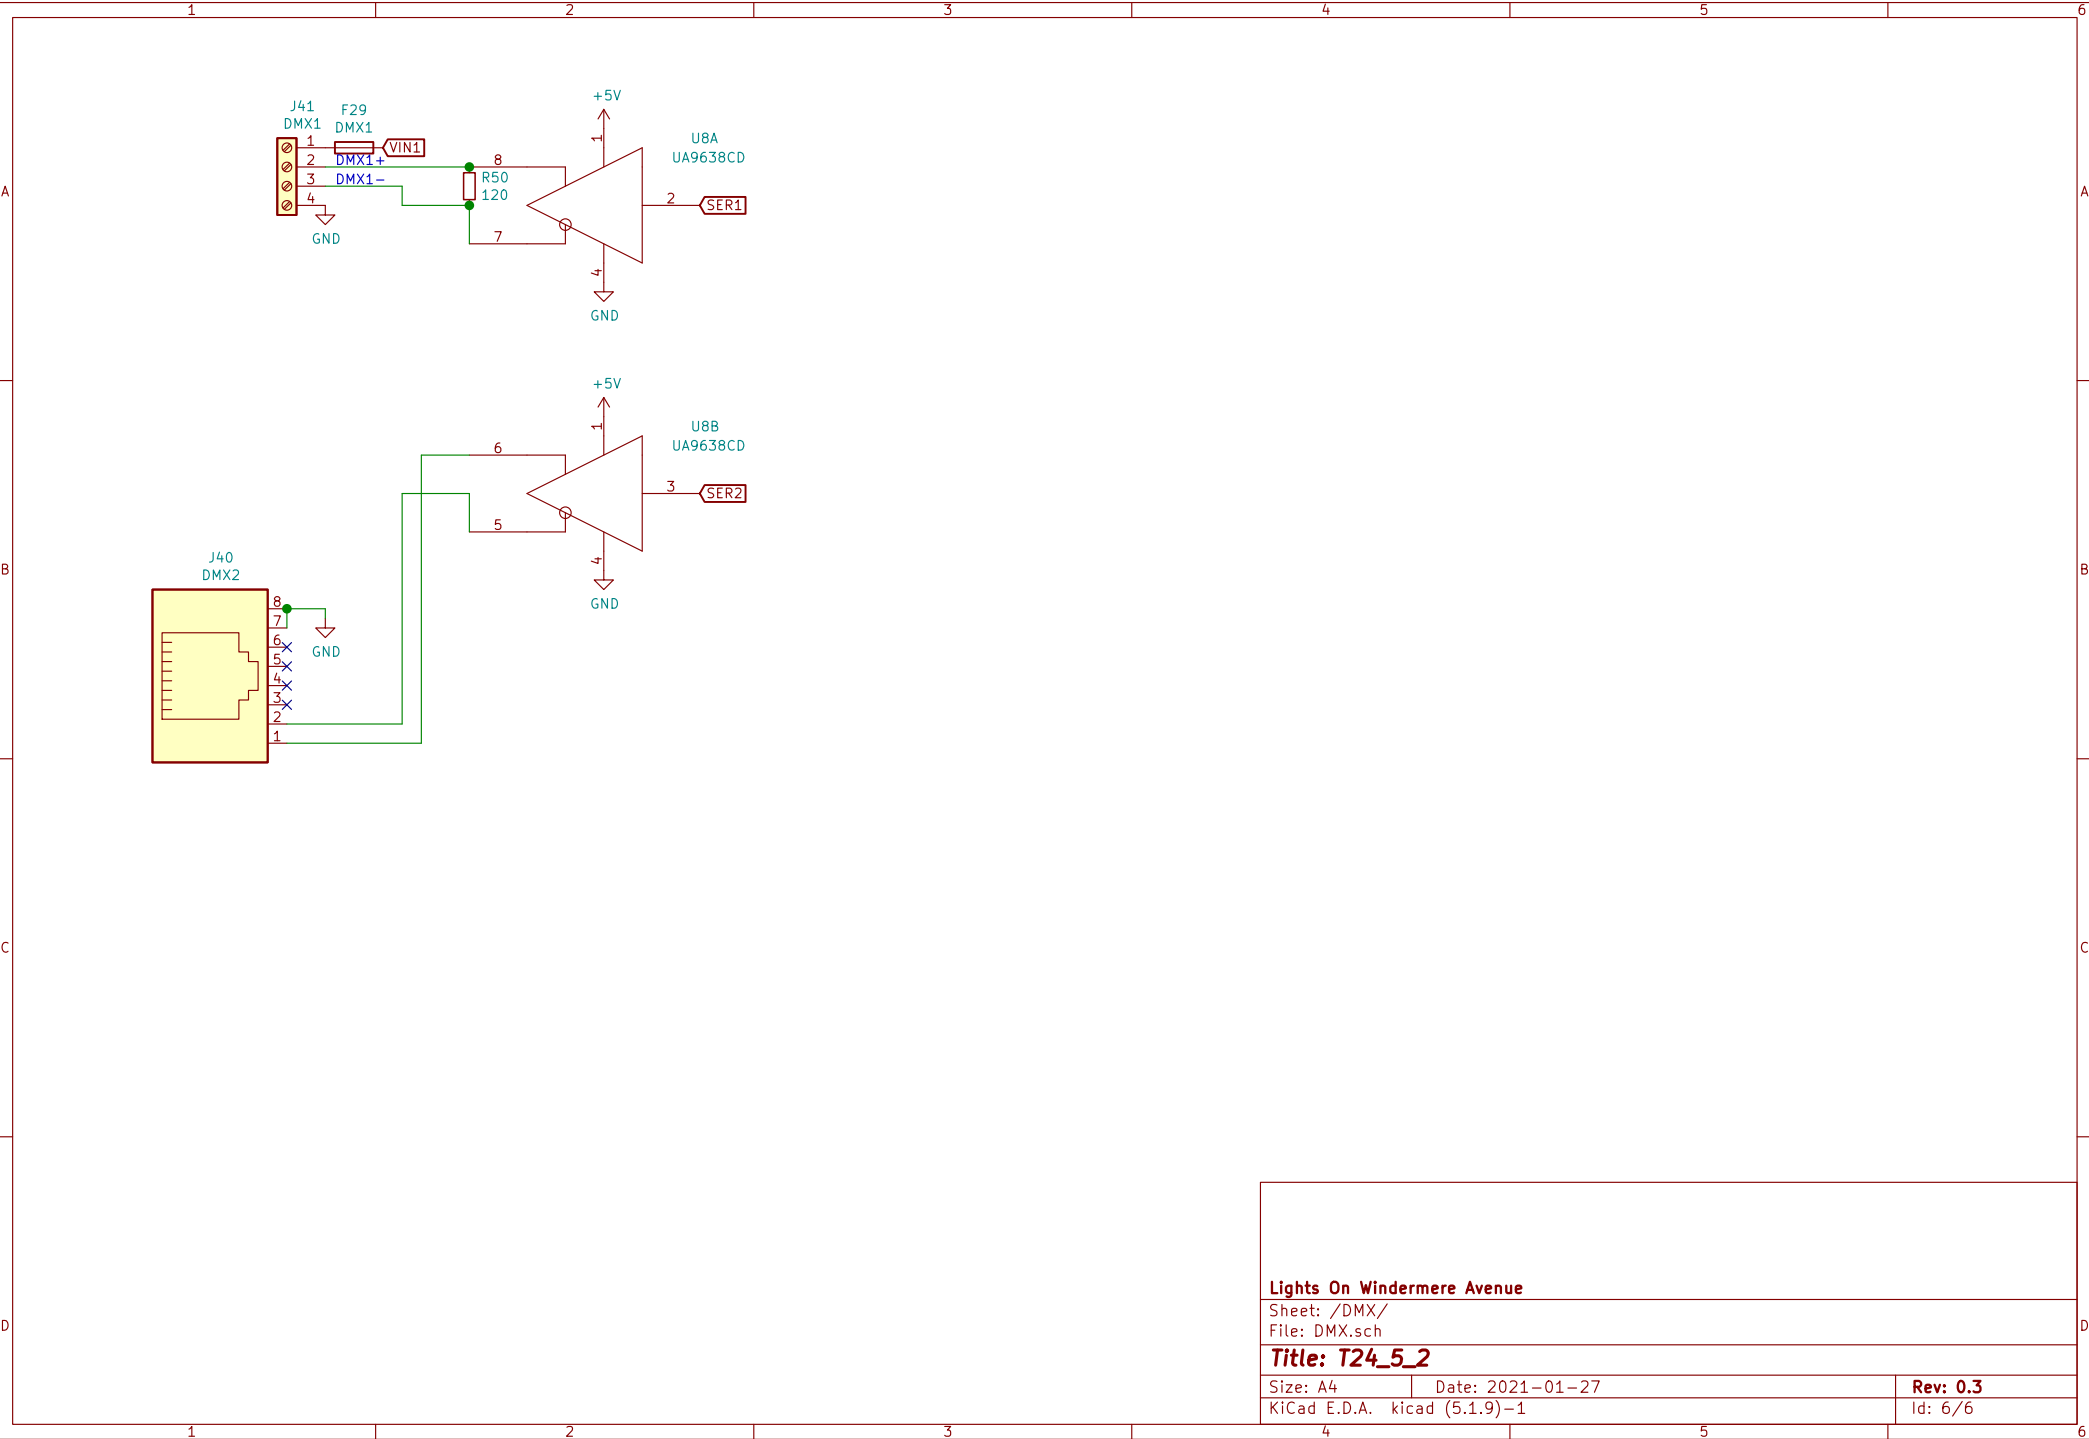 1 2 3 4 5 6
J41
DMX1
F29
DMX1
1
VIN1
2
DMX1+
3
DMX1-
4
GND
8
R50
120
7
+5V
1
U8A
UA9638CD
2
SER1
4
GND
A
A
+5V
1
U8B
UA9638CD
6
3
SER2
5
4
GND
B
B
J40
DMX2
8
7
6
5
4
3
2
1
GND
C
C
D
D
Lights On Windermere Avenue
Sheet: /DMX/
File: DMX.sch
Title: T24_5_2
Size: A4
Date: 2021-01-27
Rev: 0.3
KiCad E.D.A. kicad (5.1.9)-1
Id: 6/6
1 2 3 4 5 6